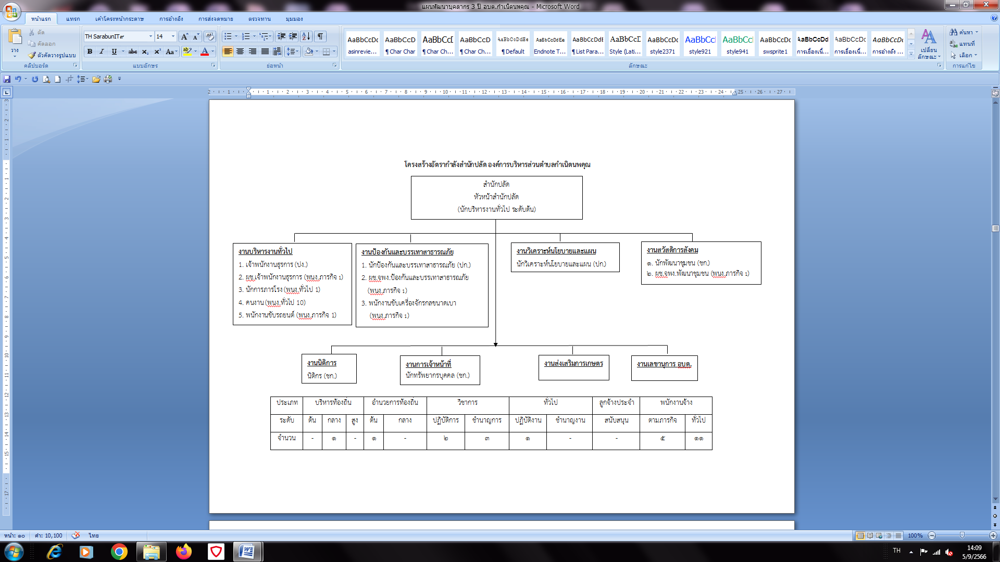 แผนพัฒนาบุคลากร 3 ปี อบต.กำเนิดนพคุณ - Microsoft Word
หน้าแรก แทรก เค้าโครงหน้ากระดาษ การอ้างอิง การส่งจดหมาย ตรวจทาน มุมมอง
วาง
ตัด
คัดลอก
ตัวคัดวางรูปแบบ
คลิปบอร์ด
TH SarabunIT๙ 14
แบบอักษร
ย่อหน้า
AaBbCcDc AaBbCcD AaBbCcD AaBbCcD AaBbCcDdEe AaBbCcDdEe AaBbCcDdE AaBbCcD AaBbCcDc AaBbCc AaBbCc AaBbCcDc AaBbCcDd AaBbCcDc AaBbCcDc
asinrevie... ¶ Char Char ¶ Char Ch... ¶ Char Ch... ¶ Default Endnote T... ¶ List Para... Style (Lati... style2371 style921 style941 swsprite1 การเยื้องเนื้... การเยื้องเนื้... การอ้างถึง ...
ลักษณะ
เปลี่ยนลักษณะ
ค้นหา
แทนที่
เลือก
การแก้ไข
โครงสร้างอัตรากำลังสำนักปลัด องค์การบริหารส่วนตำบลกำเนิดนพคุณ
สำนักปลัด
หัวหน้าสำนักปลัด
(นักบริหารงานทั่วไป ระดับต้น)
งานบริหารงานทั่วไป
1. เจ้าพนักงานธุรการ (ปง.)
2. ผช.เจ้าพนักงานธุรการ (พนง.ภารกิจ 1)
3. นักการภารโรง (พนง.ทั่วไป 1)
4. คนงาน (พนง.ทั่วไป 10)
5. พนักงานขับรถยนต์ (พนง.ภารกิจ 1)
งานป้องกันและบรรเทาสาธารณภัย
1. นักป้องกันและบรรเทาสาธารณภัย (ปก.)
2. ผช.จพง.ป้องกันและบรรเทาสาธารณภัย
(พนง.ภารกิจ 1)
3. พนักงานขับเครื่องจักรกลขนาดเบา
(พนง.ภารกิจ 1)
งานวิเคราะห์นโยบายและแผน
นักวิเคราะห์นโยบายและแผน (ปก.)
งานสวัสดิการสังคม
๑. นักพัฒนาชุมชน (ชก.)
๒. ผช.จพง.พัฒนาชุมชน (พนง.ภารกิจ 1)
งานนิติการ
นิติกร (ชก.)
งานการเจ้าหน้าที่
นักทรัพยากรบุคคล (ชก.)
งานส่งเสริมการเกษตร
งานเลขานุการ อบต.
ประเภท บริหารท้องถิ่น อำนวยการท้องถิ่น วิชาการ ทั่วไป ลูกจ้างประจำ พนักงานจ้าง
ระดับ ต้น กลาง สูง ต้น กลาง ปฏิบัติการ ชำนาญการ ปฏิบัติงาน ชำนาญงาน สนับสนุน ตามภารกิจ ทั่วไป
จำนวน - ๑ - ๑ - ๒ ๓ ๑ - - ๕ ๑๑
หน้า: ๑๐ คำ: 10,100 ไทย 100%
TH 14:09
5/9/2566